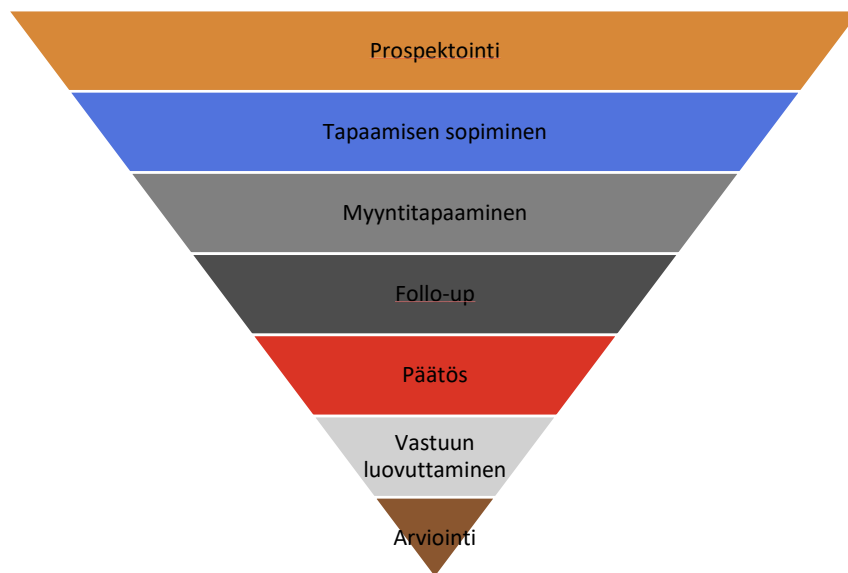 Prospektointi
Tapaamisen sopiminen
Myyntitapaaminen
Follo-up
Päätös
Vastuun
luovuttaminen
Arviointi